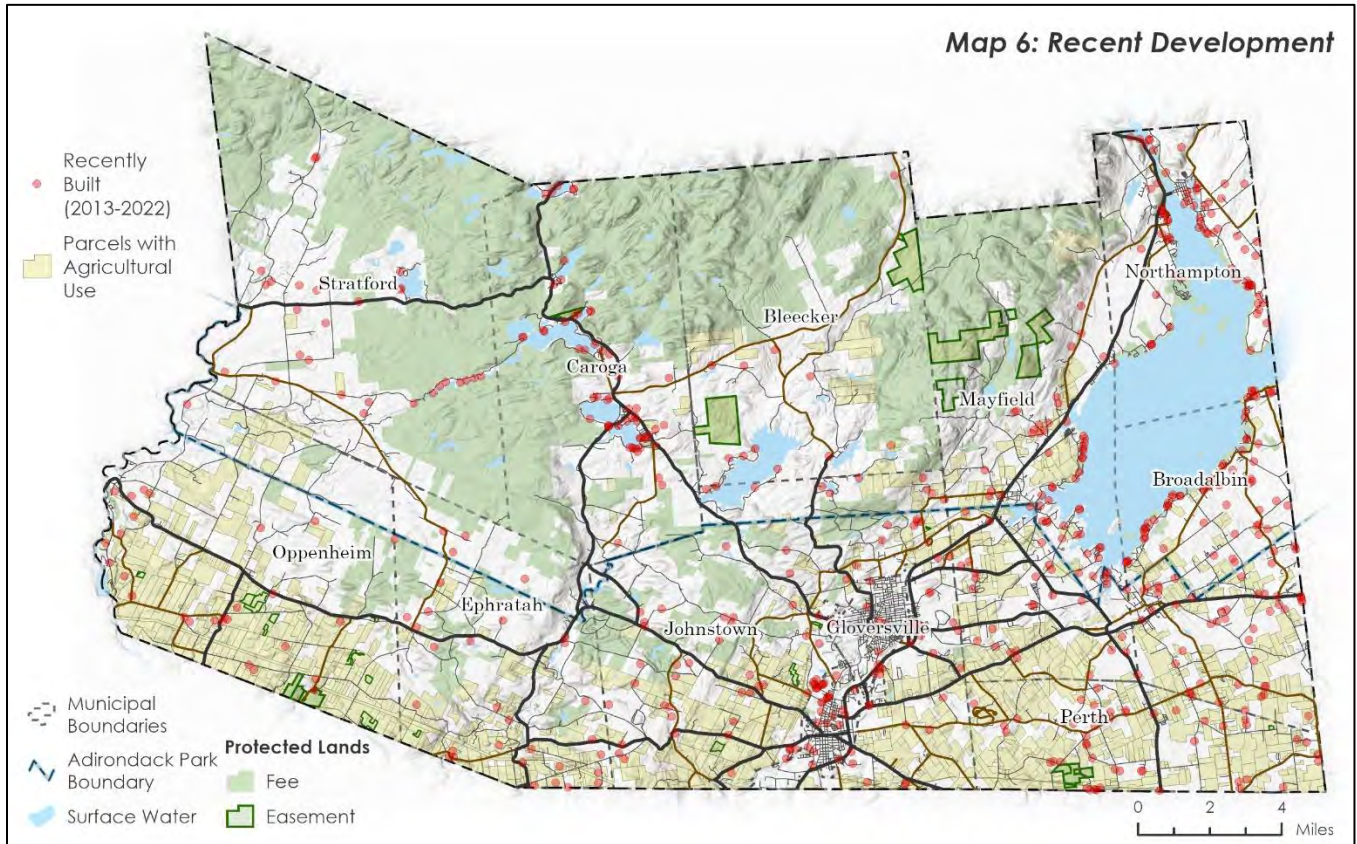 Map 6: Recent Development
Recently
Built
(2013-2022)
Parcels with
Agricultural
Use
Stratford
Northampton
Bleecker
Caroga
Mayfield
Broadalbin
Oppenheim
Ephratah
Johnstown
Gloversville
Perth
Municipal
Boundaries
Adirondack Park
Boundary
Surface Water
Protected Lands
Fee
Easement
0 2 4
Miles